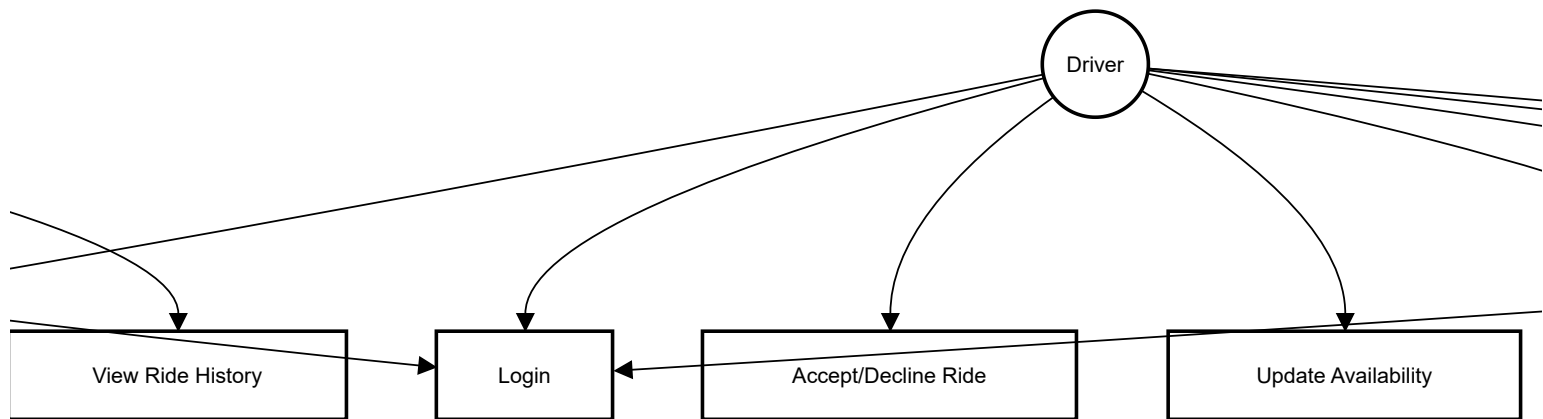 Driver
View Ride History
Login
Accept/Decline Ride
Update Availability